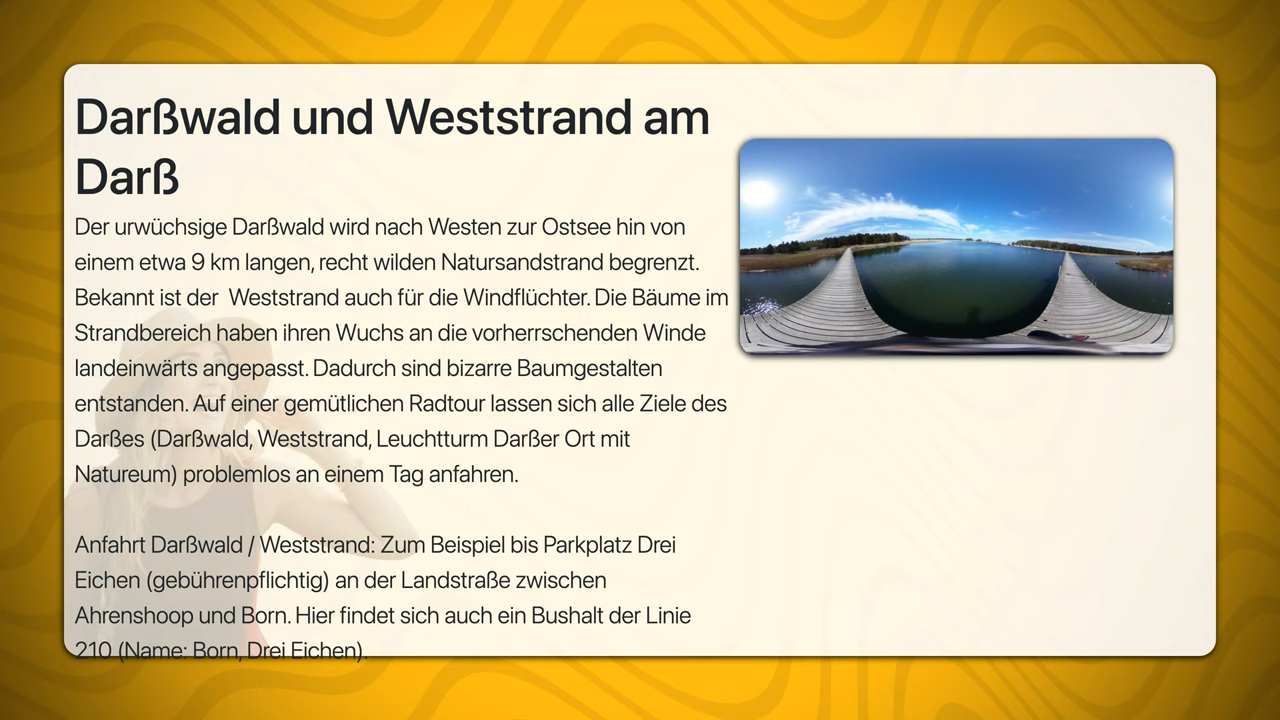 Darßwald und Weststrand am
Darß
Der urwüchsige Darßwald wird nach Westen zur Ostsee hin von
einem etwa 9 km langen, recht wilden Natursandstrand begrenzt.
Bekannt ist der  Weststrand auch für die Windflüchter. Die Bäume im
Strandbereich haben ihren Wuchs an die vorherrschenden Winde
landeinwärts angepasst. Dadurch sind bizarre Baumgestalten
entstanden. Auf einer gemütlichen Radtour lassen sich alle Ziele des
Darßes (Darßwald, Weststrand, Leuchtturm Darßer Ort mit
Natureum) problemlos an einem Tag anfahren.
Anfahrt Darßwald / Weststrand: Zum Beispiel bis Parkplatz Drei
Eichen (gebührenpflichtig) an der Landstraße zwischen
Ahrenshoop und Born. Hier findet sich auch ein Bushalt der Linie
210 (Name: Born, Drei Eichen).